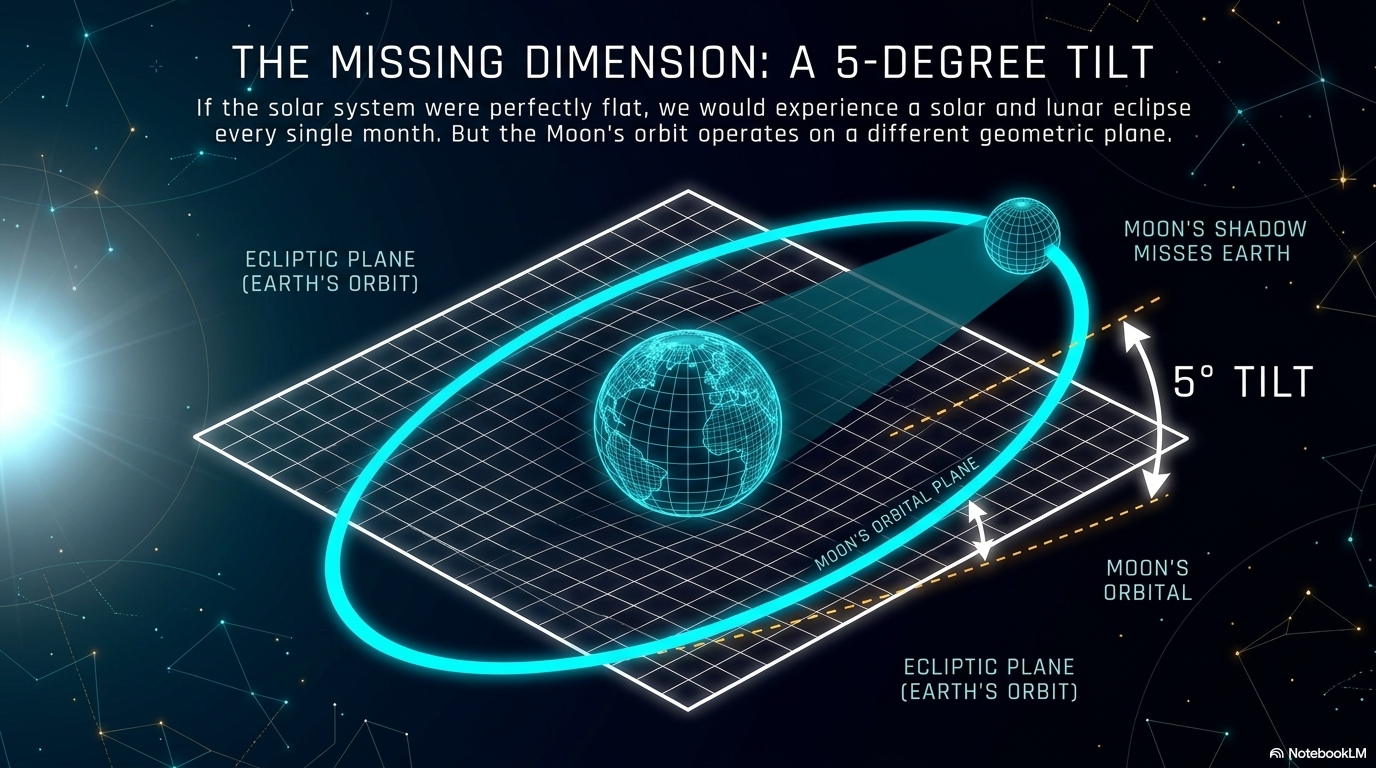 THE MISSING DIMENSION: A 5-DEGREE TILT
If the solar system were perfectly flat, we would experience a solar and lunar eclipse
every single month. But the Moon's orbit operates on a different geometric plane.
ECLIPTIC PLANE
(EARTH'S ORBIT)
MOON'S SHADOW
MISSES EARTH
5° TILT
MOON'S ORBITAL PLANE
MOON'S
ORBITAL
ECLIPTIC PLANE
(EARTH'S ORBIT)
NotebookLM